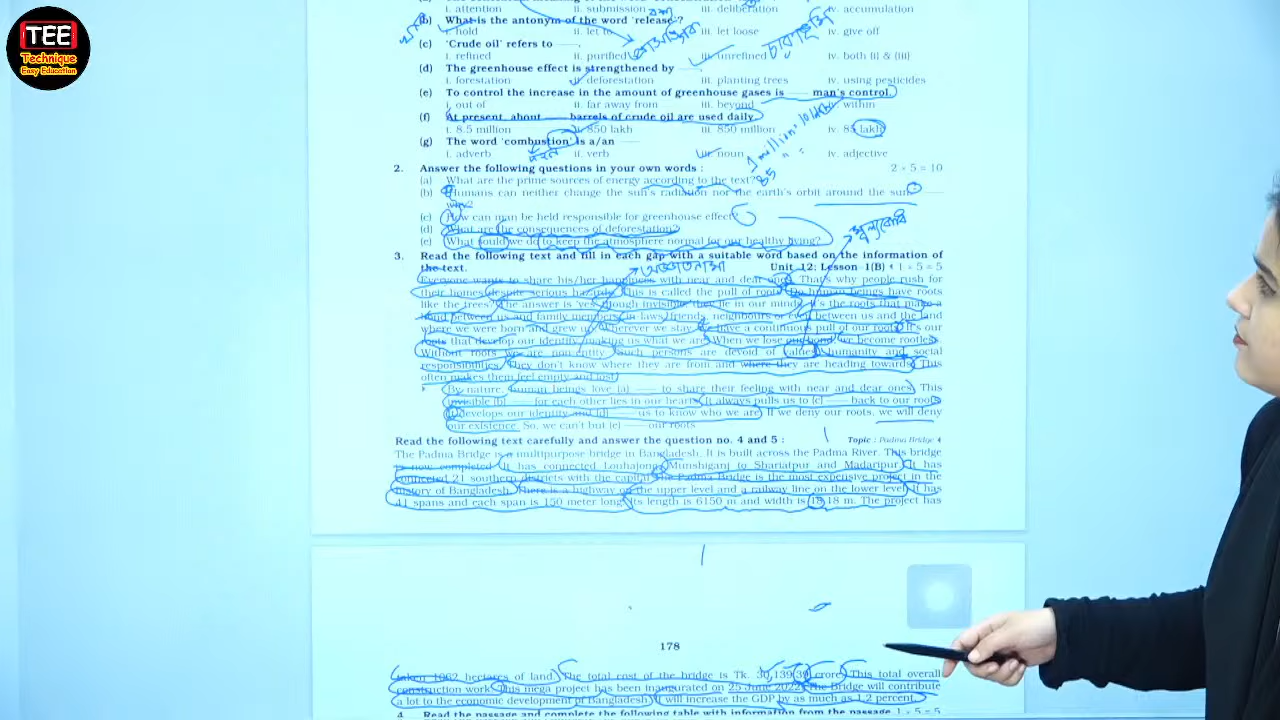 TEE
Technique
Easy Education
i. attention ii. submission iii. deliberation iv. accumulation
(b) What is the antonym of the word 'release'?
i. hold ii. let to iii. let loose iv. give off
(c) 'Crude oil' refers to ——.
i. refined ii. purified iii. unrefined iv. both (i) & (iii)
(d) The greenhouse effect is strengthened by ——
i. forestation ii. deforestation iii. planting trees iv. using pesticides
(e) To control the increase in the amount of greenhouse gases is —— man's control.
i. out of ii. far away from iii. beyond iv. within
(f) At present, about —— barrels of crude oil are used daily.
i. 8.5 million ii. 850 lakh iii. 850 million iv. 85 lakh
1 million = 10 lakh
85 " =
(g) The word 'combustion' is a/an ——
i. adverb ii. verb iii. noun iv. adjective
2. Answer the following questions in your own words : 2 × 5 = 10
(a) What are the prime sources of energy according to the text?
(b) Humans can neither change the sun's radiation nor the earth's orbit around the sun. ——
why?
(c) How can man be held responsible for greenhouse effect?
(d) What are the consequences of deforestation?
(e) What could we do to keep the atmosphere normal for our healthy living?
3. Read the following text and fill in each gap with a suitable word based on the information of
the text. Unit 12; Lesson 1(B) 1 × 5 = 5
Everyone wants to share his/her happiness with near and dear ones. That's why people rush for
their homes despite serious hazards. This is called the pull of roots. Do human beings have roots
like the trees? The answer is 'yes' though invisible, they lie in our mind. It's the roots that make a
bond between us and family members, in-laws, friends, neighbours or even between us and the land
where we were born and grew up. Wherever we stay, we have a continuous pull of our roots. It's our
roots that develop our identity making us what we are. When we lose our bond, we become rootless.
Without roots we are non-entity. Such persons are devoid of values, humanity and social
responsibilities. They don't know where they are from and where they are heading towards. This
often makes them feel empty and lost.
By nature, human beings love (a) —— to share their feeling with near and dear ones. This
invisible (b) —— for each other lies in our heart. It always pulls us to (c) —— back to our roots.
It develops our identity and (d) —— us to know who we are. If we deny our roots, we will deny
our existence. So, we can't but (e) —— our roots.
Read the following text carefully and answer the question no. 4 and 5 : Topic : Padma Bridge
The Padma Bridge is a multipurpose bridge in Bangladesh. It is built across the Padma River. This bridge
is now completed. It has connected Louhajong, Munshiganj to Shariatpur and Madaripur. It has
connected 21 southern districts with the capital. The Padma Bridge is the most expensive project in the
history of Bangladesh. There is a highway on the upper level and a railway line on the lower level. It has
41 spans and each span is 150 meter long. Its length is 6150 m and width is 18.18 m. The project has
178
taken 1062 hectares of land. The total cost of the bridge is Tk. 30,139.39 crore. This total overall
construction work. This mega project has been inaugurated on 25 June 2022. The Bridge will contribute
a lot to the economic development of Bangladesh. It will increase the GDP by as much as 1.2 percent.
4. Read the passage and complete the following table with information from the passage. 1 × 5 = 5